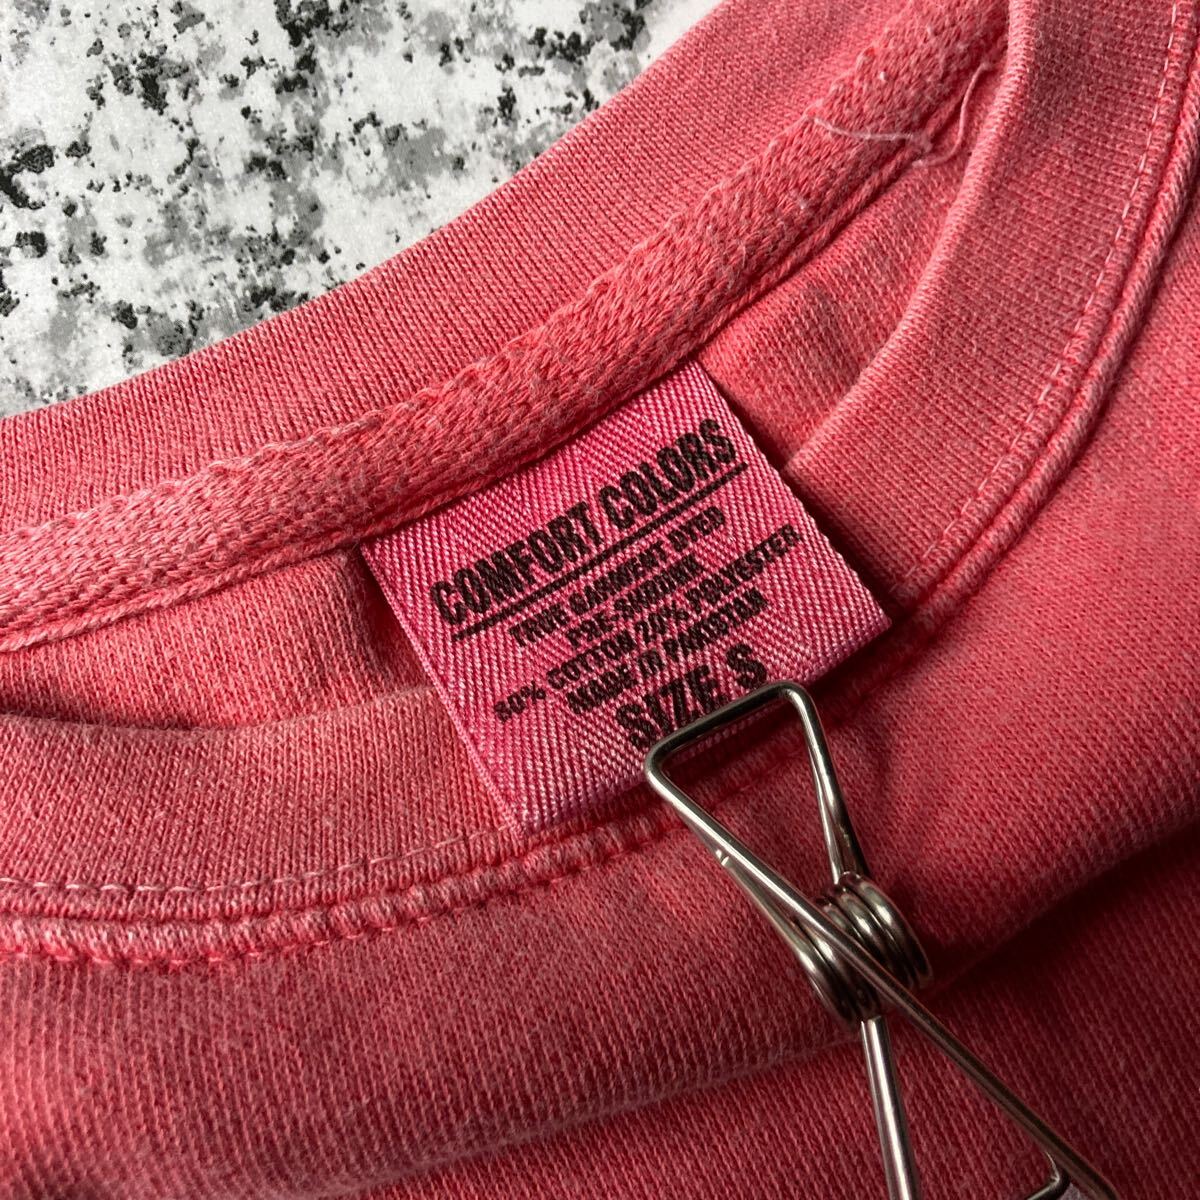 COMFORT COLORS
TRUE GARMENT DYED
PRE-SHRUNK
80% COTTON 20% POLYESTER
MADE IN PAKISTAN
SIZE S